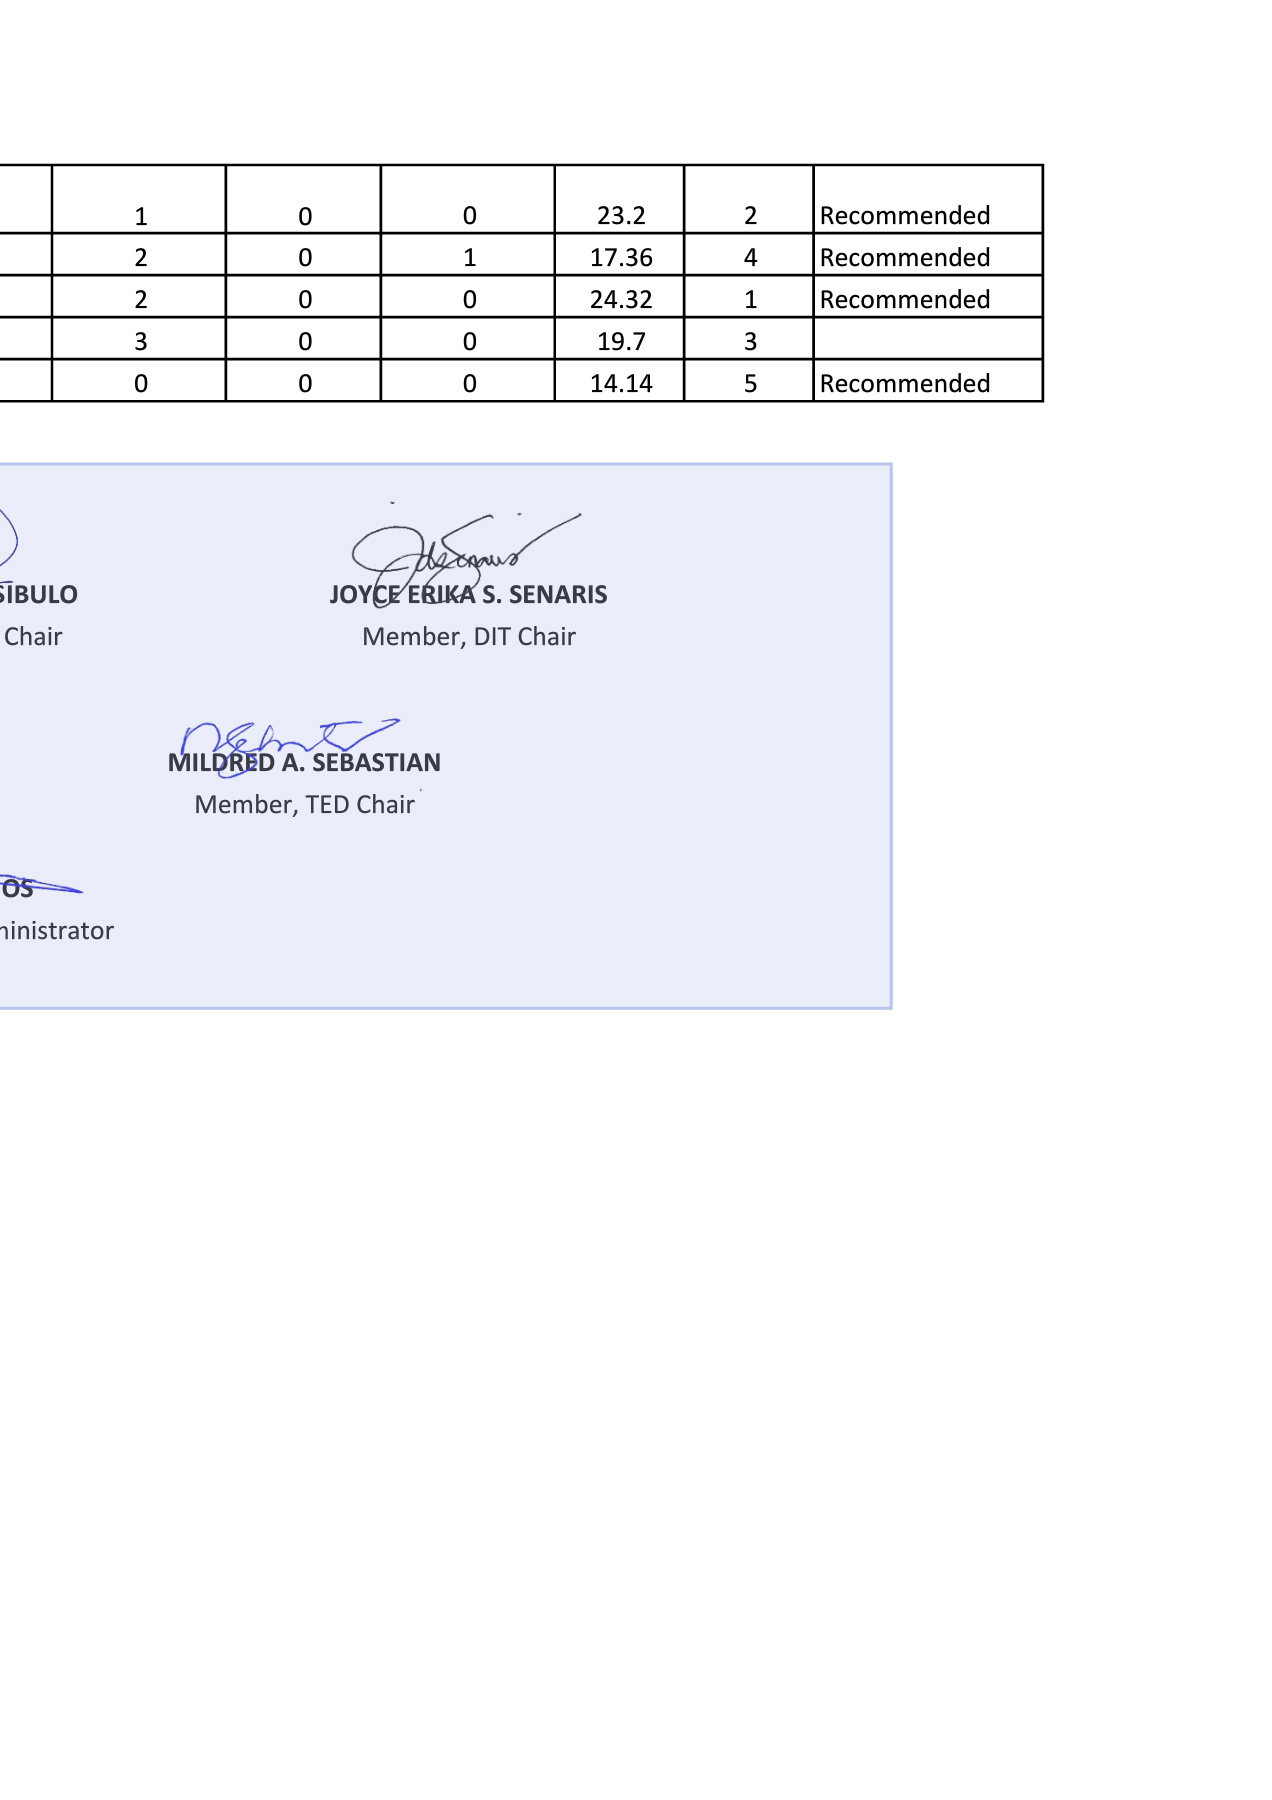 1 0 0 23.2 2 Recommended
2 0 1 17.36 4 Recommended
2 0 0 24.32 1 Recommended
3 0 0 19.7 3
0 0 0 14.14 5 Recommended
SIBULO JOYCE ERIKA S. SENARIS
Chair Member, DIT Chair
MILDRED A. SEBASTIAN
Member, TED Chair
OS
ninistrator